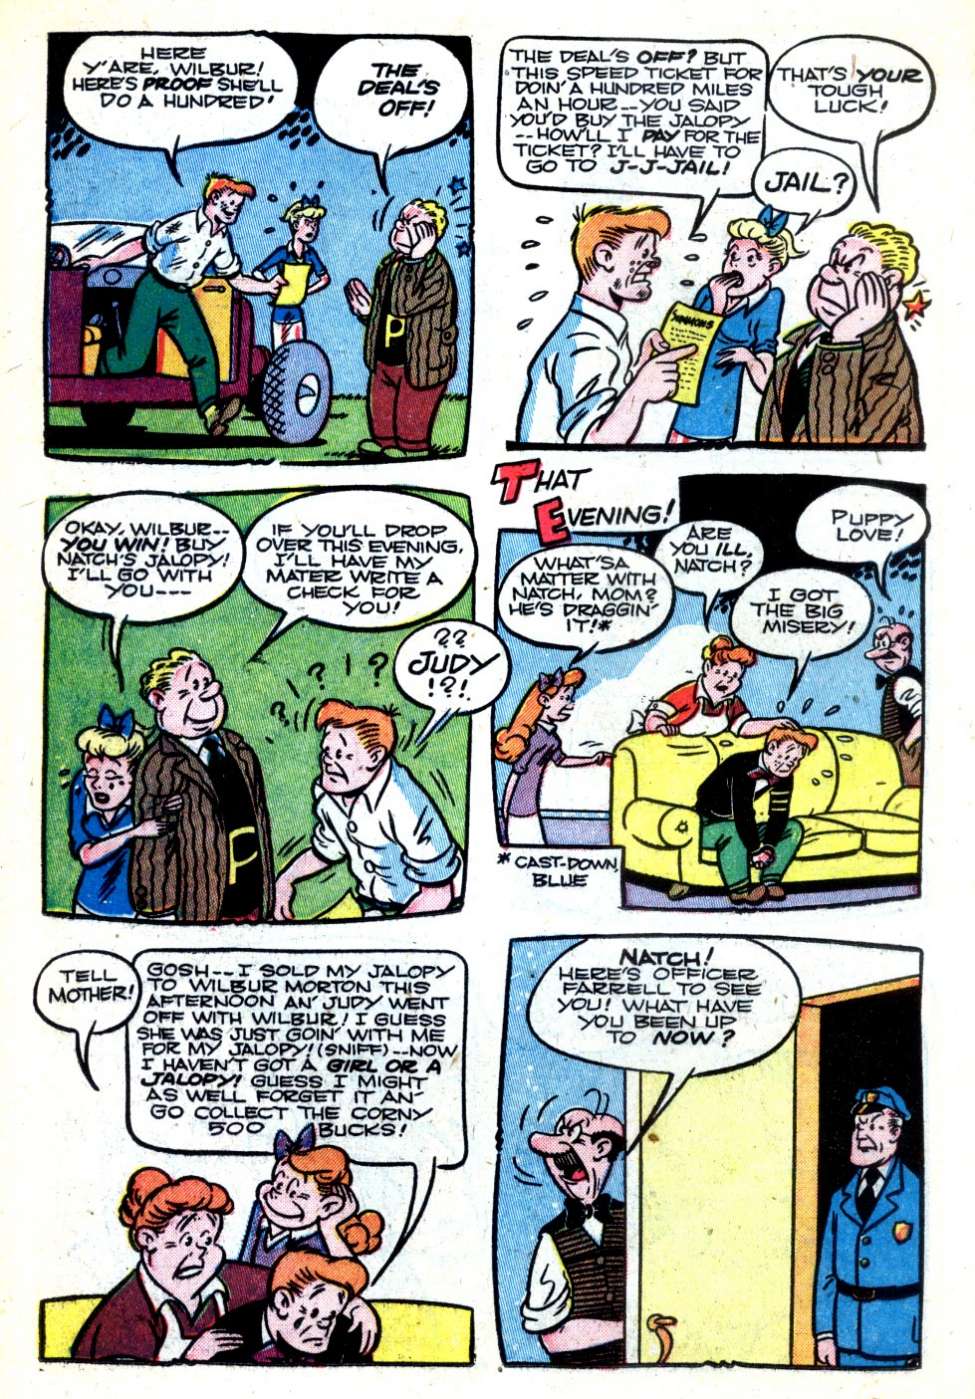 HERE
Y'ARE, WILBUR!
HERE'S PROOF SHE'LL
DO A HUNDRED!
THE
DEAL'S
OFF!
P
THE DEAL'S OFF? BUT
THIS SPEED TICKET FOR
DOIN' A HUNDRED MILES
AN HOUR--YOU SAID
YOU'D BUY THE JALOPY
--HOW'LL I PAY FOR THE
TICKET? I'LL HAVE TO
GO TO J-J-JAIL!
JAIL?
THAT'S YOUR
TOUGH
LUCK!
SUMMONS
OKAY, WILBUR--
YOU WIN! BUY
NATCH'S JALOPY!
I'LL GO WITH
YOU---
IF YOU'LL DROP
OVER THIS EVENING,
I'LL HAVE MY
MATER WRITE A
CHECK FOR
YOU!
? ! ?
? ?
??
JUDY
!?!
P
THAT
EVENING!
WHAT'SA
MATTER WITH
NATCH, MOM?
HE'S DRAGGIN'
IT!*
ARE
YOU ILL,
NATCH?
I GOT
THE BIG
MISERY!
PUPPY
LOVE!
* CAST-DOWN,
BLUE
TELL
MOTHER!
GOSH--I SOLD MY JALOPY
TO WILBUR MORTON THIS
AFTERNOON AN' JUDY WENT
OFF WITH WILBUR! I GUESS
SHE WAS JUST GOIN' WITH ME
FOR MY JALOPY! (SNIFF)--NOW
I HAVEN'T GOT A GIRL OR A
JALOPY! GUESS I MIGHT
AS WELL FORGET IT AN'
GO COLLECT THE CORNY
500 BUCKS!
NATCH!
HERE'S OFFICER
FARRELL TO SEE
YOU! WHAT HAVE
YOU BEEN UP
TO NOW?